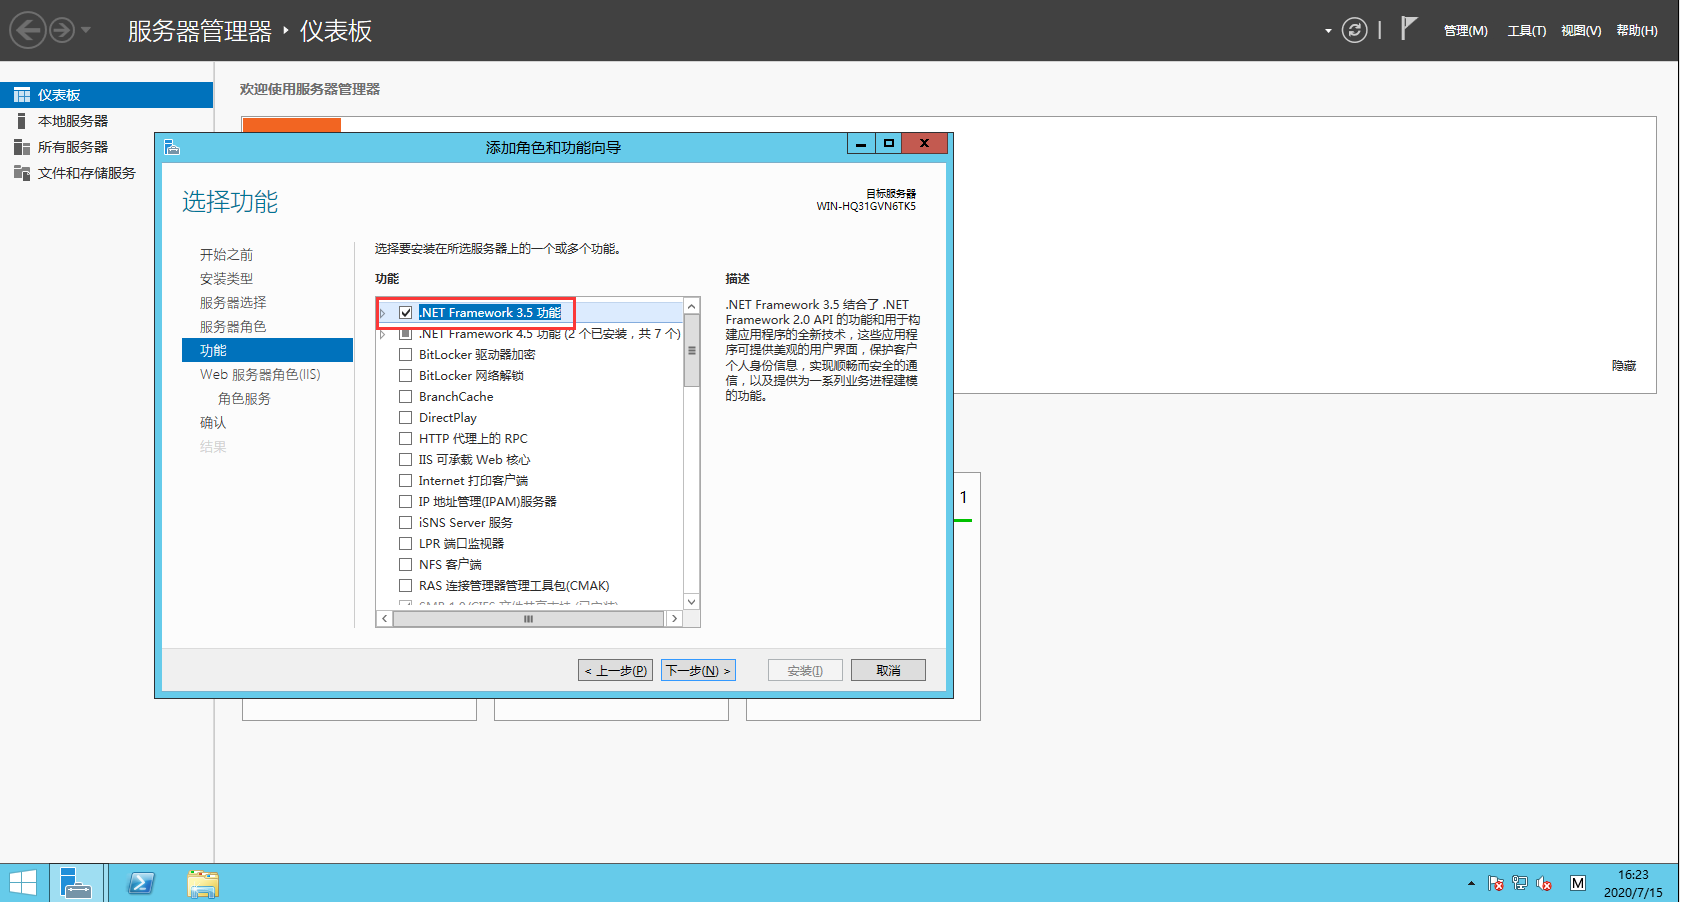 服务器管理器 ‣ 仪表板
管理(M) 工具(T) 视图(V) 帮助(H)
仪表板
本地服务器
所有服务器
文件和存储服务
欢迎使用服务器管理器
隐藏
1
添加角色和功能向导
选择功能
目标服务器
WIN-HQ31GVN6TK5
开始之前
安装类型
服务器选择
服务器角色
功能
Web 服务器角色(IIS)
角色服务
确认
结果
选择要安装在所选服务器上的一个或多个功能。
功能
.NET Framework 3.5 功能
.NET Framework 4.5 功能 (2 个已安装，共 7 个)
BitLocker 驱动器加密
BitLocker 网络解锁
BranchCache
DirectPlay
HTTP 代理上的 RPC
IIS 可承载 Web 核心
Internet 打印客户端
IP 地址管理(IPAM)服务器
iSNS Server 服务
LPR 端口监视器
NFS 客户端
RAS 连接管理器管理工具包(CMAK)
SMB 1.0/CIFS 文件共享支持 (已安装)
描述
.NET Framework 3.5 结合了 .NET
Framework 2.0 API 的功能和用于构
建应用程序的全新技术，这些应用程
序可提供美观的用户界面，保护客户
个人身份信息，实现顺畅而安全的通
信，以及提供为一系列业务进程建模
的功能。
< 上一步(P)
下一步(N) >
安装(I)
取消
M
16:23
2020/7/15